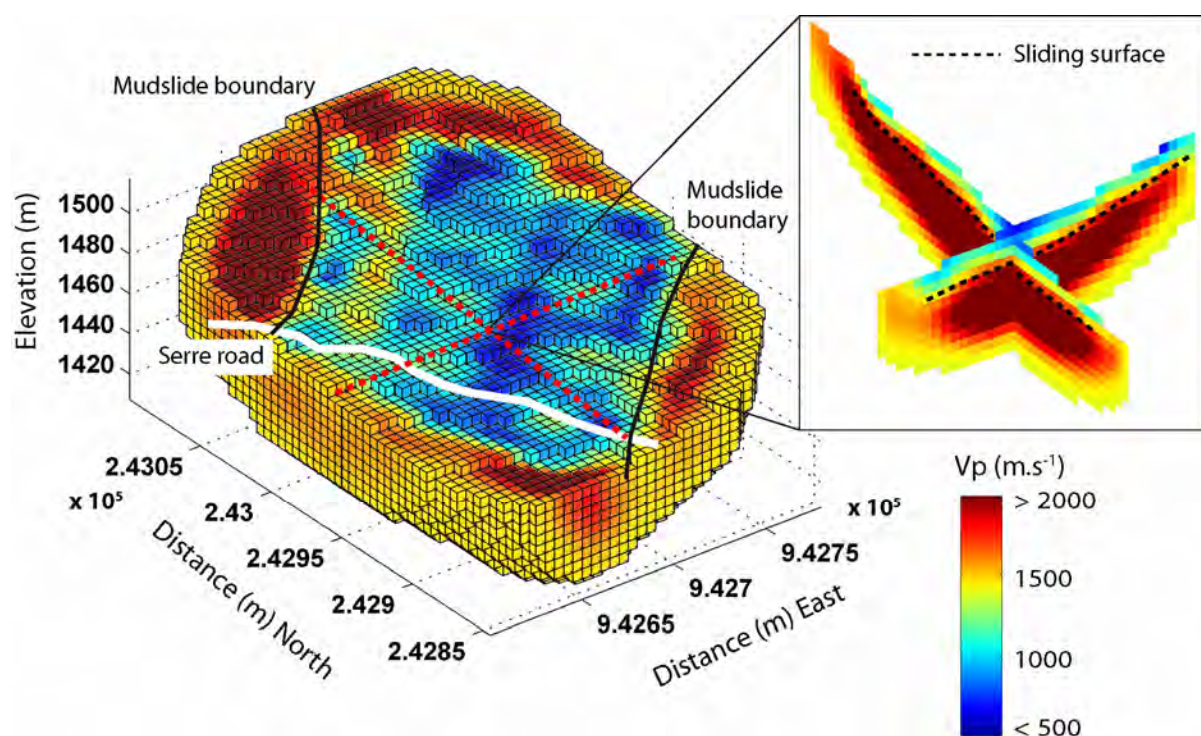 Mudslide boundary
Sliding surface
Mudslide
boundary
Elevation (m)
1500
1480
1460
1440
1420
Serre road
2.4305
x 10⁵
2.43
2.4295
2.429
2.4285
Distance (m) North
x 10⁵
9.4275
9.427
9.4265
Distance (m) East
Vp (m.s⁻¹)
> 2000
1500
1000
< 500